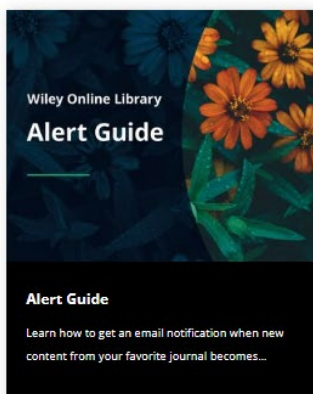 Wiley Online Library
Alert Guide
Alert Guide
Learn how to get an email notification when new
content from your favorite journal becomes...